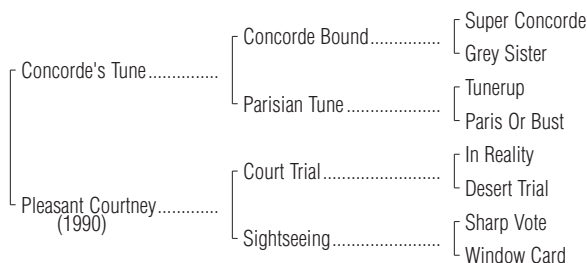 Super Concorde
Concorde Bound....................
Grey Sister
Concorde's Tune..............
Tunerup
Parisian Tune...........................
Paris Or Bust
In Reality
Court Trial..................................
Desert Trial
Pleasant Courtney.............
(1990)
Sharp Vote
Sightseeing...............................
Window Card